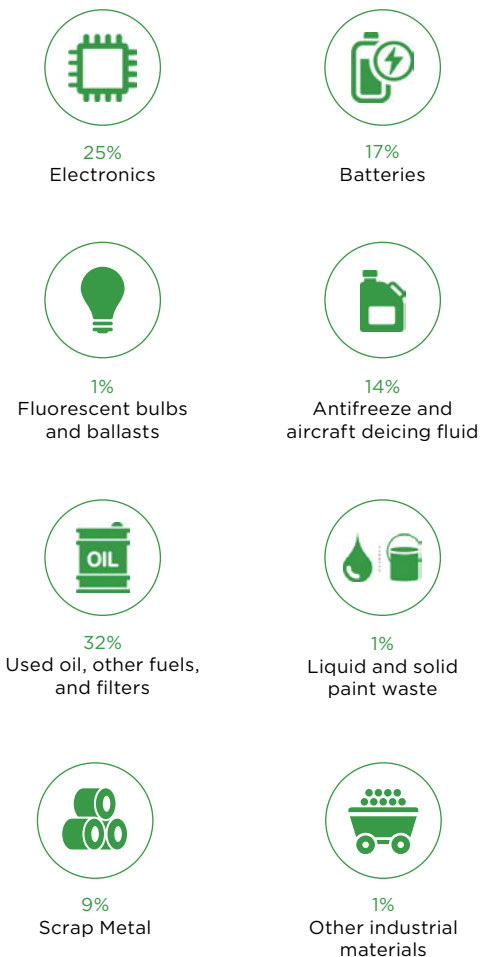 25%
Electronics
17%
Batteries
1%
Fluorescent bulbs
and ballasts
14%
Antifreeze and
aircraft deicing fluid
OIL
32%
Used oil, other fuels,
and filters
1%
Liquid and solid
paint waste
9%
Scrap Metal
1%
Other industrial
materials